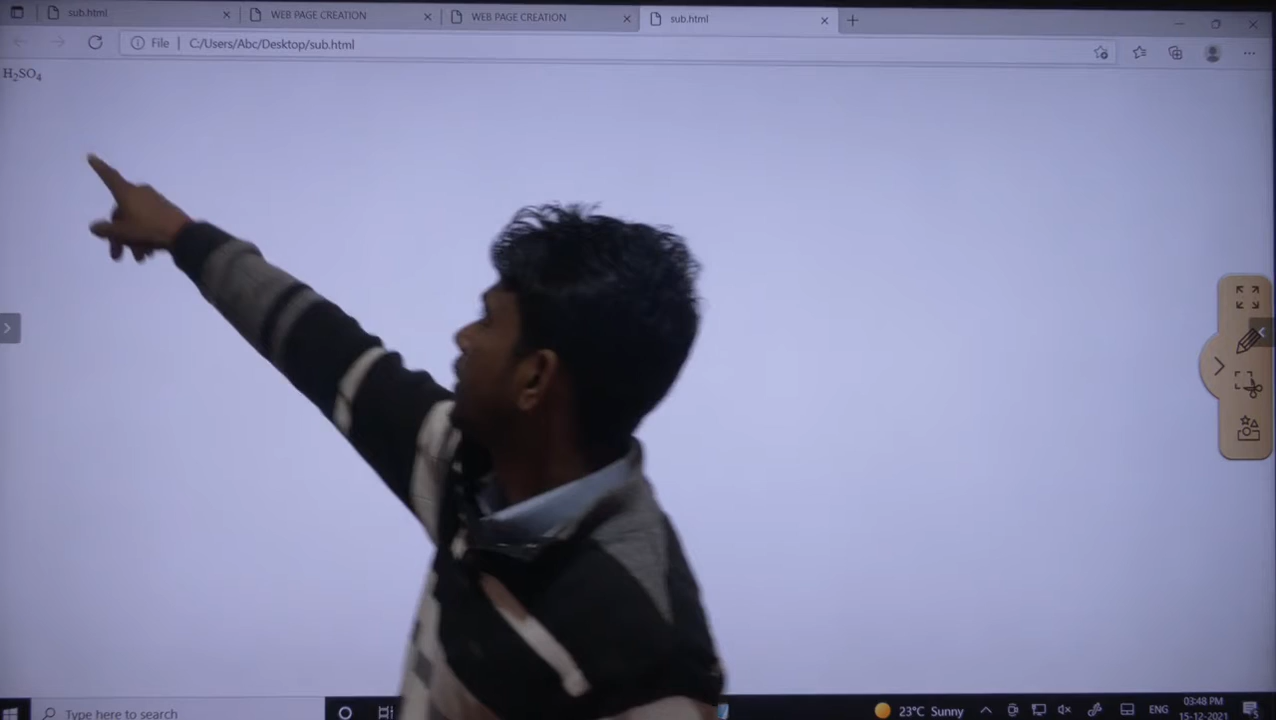 sub.html
WEB PAGE CREATION
WEB PAGE CREATION
sub.html
File
C:/Users/Abc/Desktop/sub.html
H₂SO₄
Type here to search
23°C Sunny
ENG
03:48 PM
15-12-2021